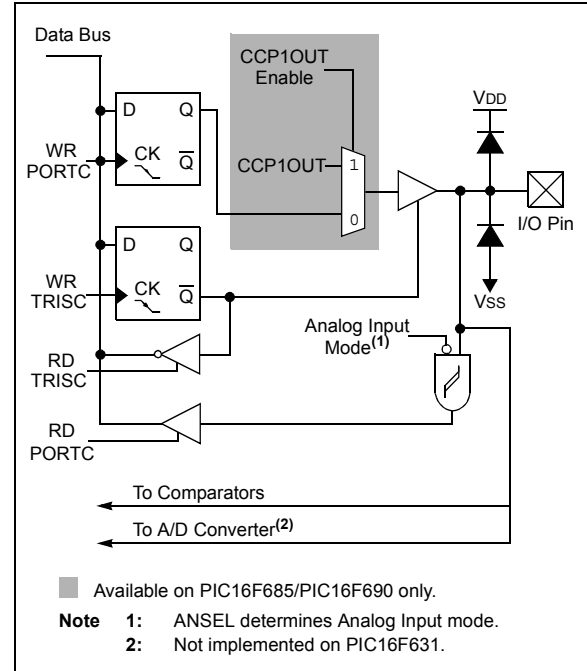 Data Bus
CCP1OUT
Enable
VDD
D Q
WR
PORTC
CK
Q
CCP1OUT
1
0
I/O Pin
D Q
WR
TRISC
CK
Q
VSS
Analog Input
Mode(1)
RD
TRISC
RD
PORTC
To Comparators
To A/D Converter(2)
Available on PIC16F685/PIC16F690 only.
Note 1: ANSEL determines Analog Input mode.
2: Not implemented on PIC16F631.